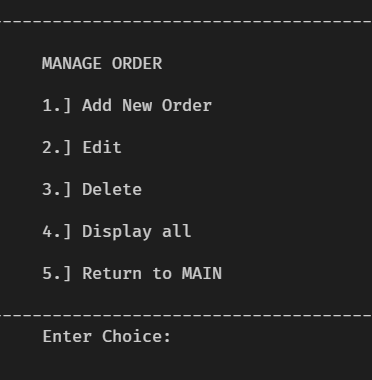 MANAGE ORDER
1.] Add New Order
2.] Edit
3.] Delete
4.] Display all
5.] Return to MAIN
Enter Choice: